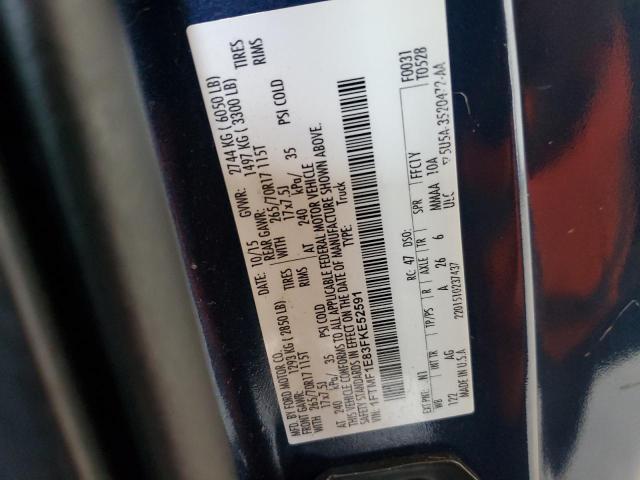 MFD. BY FORD MOTOR CO.
DATE: 10/15 GVWR: 2744 KG ( 6050 LB)
FRONT GAWR: 1293 KG ( 2850 LB) REAR GAWR: 1497 KG ( 3300 LB)
265/70R17 115T TIRES WITH 265/70R17 115T TIRES
17x7.5J RIMS 17x7.5J RIMS
AT 240 kPa/ 35 PSI COLD AT 240 kPa/ 35 PSI COLD
THIS VEHICLE CONFORMS TO ALL APPLICABLE FEDERAL MOTOR VEHICLE
SAFETY STANDARDS IN EFFECT ON THE DATE OF MANUFACTURE SHOWN ABOVE.
VIN: 1FTMF1E83FKE52591 TYPE: Truck
F0031
T0528
EXT PNT: N1 RC: 47 DSO:
WB INT TR TP/PS R AXLE TR SPR FFC1Y
122 AG A 26 6 MMAA 10A
MADE IN U.S.A. 2201510237437 ULC
5U5A-3520472-AA